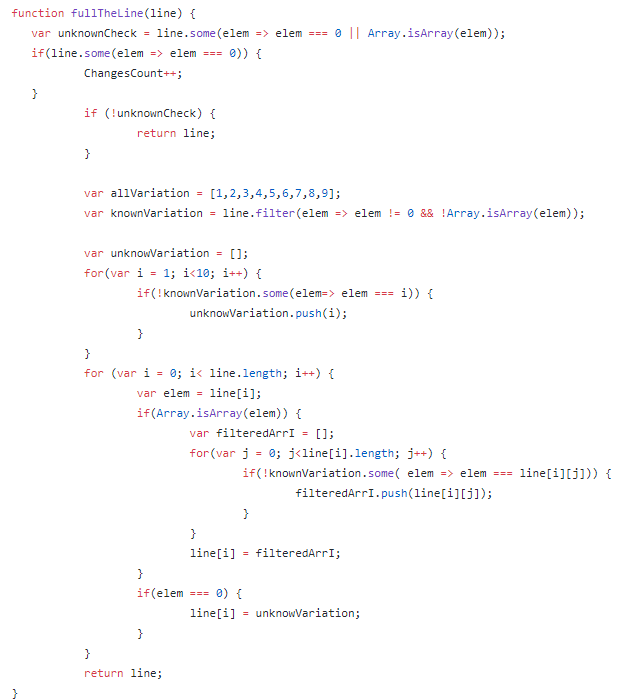 function fullTheLine(line) {
   var unknownCheck = line.some(elem => elem === 0 || Array.isArray(elem));
   if(line.some(elem => elem === 0)) {
           ChangesCount++;
   }
           if (!unknownCheck) {
                   return line;
           }

           var allVariation = [1,2,3,4,5,6,7,8,9];
           var knownVariation = line.filter(elem => elem != 0 && !Array.isArray(elem));

           var unknowVariation = [];
           for(var i = 1; i<10; i++) {
                   if(!knownVariation.some(elem=> elem === i)) {
                           unknowVariation.push(i);
                   }
           }
           for (var i = 0; i< line.length; i++) {
                   var elem = line[i];
                   if(Array.isArray(elem)) {
                           var filteredArrI = [];
                           for(var j = 0; j<line[i].length; j++) {
                                   if(!knownVariation.some( elem => elem === line[i][j])) {
                                           filteredArrI.push(line[i][j]);
                                   }
                           }
                           line[i] = filteredArrI;
                   }
                   if(elem === 0) {
                           line[i] = unknowVariation;
                   }
           }
           return line;
}